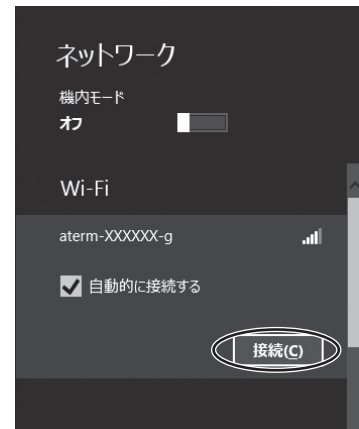 ネットワーク
機内モード
オフ
Wi-Fi
aterm-XXXXXX-g
自動的に接続する
接続(C)